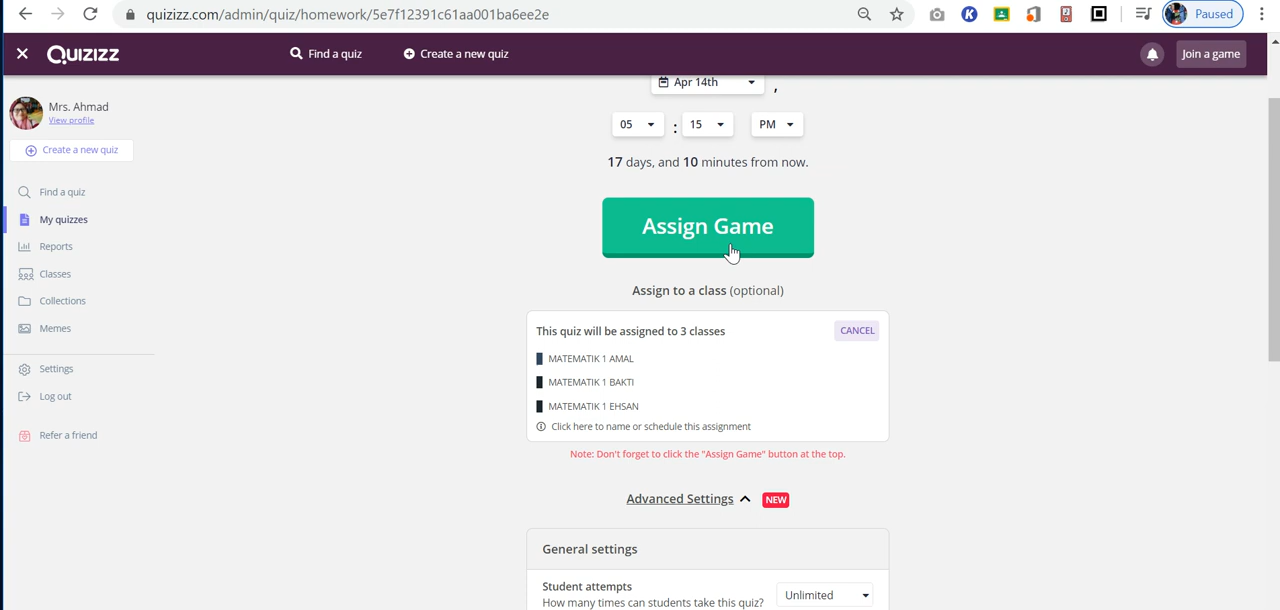 quizizz.com/admin/quiz/homework/5e7f12391c61aa001ba6ee2e
Paused
QUIZIZZ
Find a quiz
Create a new quiz
Join a game
Mrs. Ahmad
View profile
Create a new quiz
Find a quiz
My quizzes
Reports
Classes
Collections
Memes
Settings
Log out
Refer a friend
Apr 14th ,
05 : 15 PM
17 days, and 10 minutes from now.
Assign Game
Assign to a class (optional)
This quiz will be assigned to 3 classes CANCEL
MATEMATIK 1 AMAL
MATEMATIK 1 BAKTI
MATEMATIK 1 EHSAN
Click here to name or schedule this assignment
Note: Don't forget to click the "Assign Game" button at the top.
Advanced Settings NEW
General settings
Student attempts
How many times can students take this quiz? Unlimited